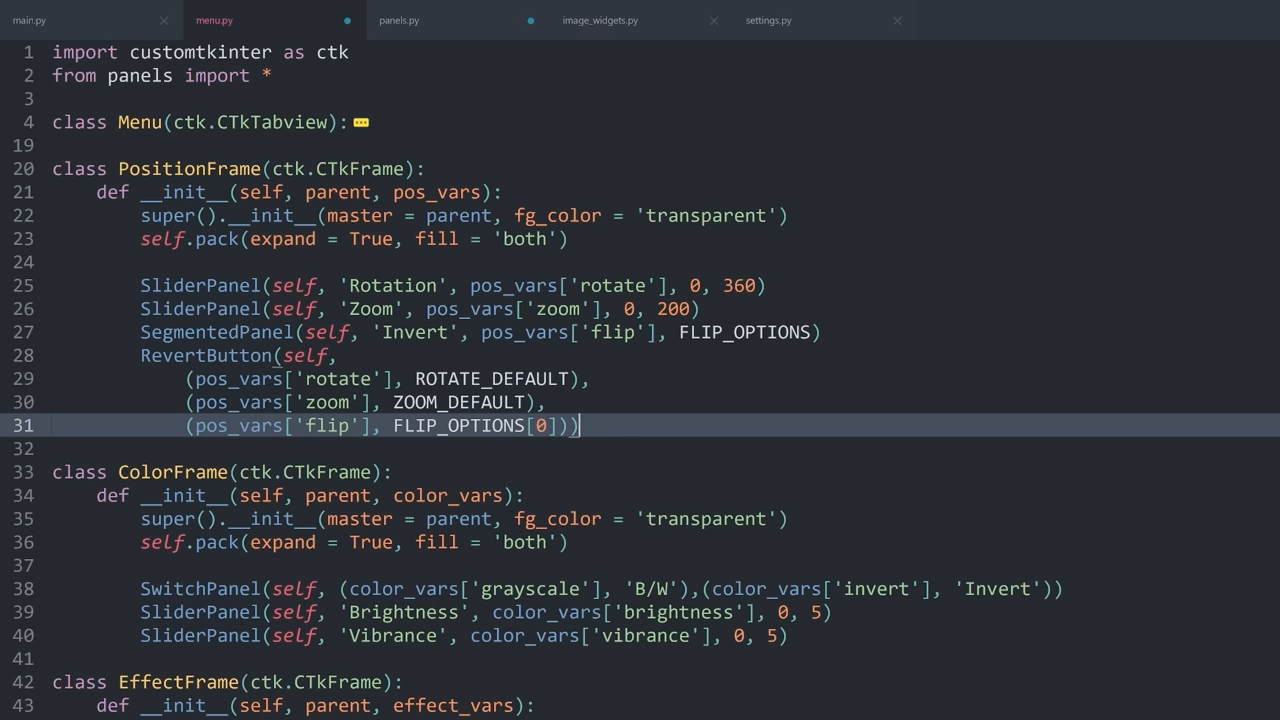 main.py menu.py panels.py image_widgets.py settings.py
1 import customtkinter as ctk
2 from panels import *
3
4 class Menu(ctk.CTkTabview):
19
20 class PositionFrame(ctk.CTkFrame):
21     def __init__(self, parent, pos_vars):
22         super().__init__(master = parent, fg_color = 'transparent')
23         self.pack(expand = True, fill = 'both')
24
25         SliderPanel(self, 'Rotation', pos_vars['rotate'], 0, 360)
26         SliderPanel(self, 'Zoom', pos_vars['zoom'], 0, 200)
27         SegmentedPanel(self, 'Invert', pos_vars['flip'], FLIP_OPTIONS)
28         RevertButton(self,
29             (pos_vars['rotate'], ROTATE_DEFAULT),
30             (pos_vars['zoom'], ZOOM_DEFAULT),
31             (pos_vars['flip'], FLIP_OPTIONS[0]))
32
33 class ColorFrame(ctk.CTkFrame):
34     def __init__(self, parent, color_vars):
35         super().__init__(master = parent, fg_color = 'transparent')
36         self.pack(expand = True, fill = 'both')
37
38         SwitchPanel(self, (color_vars['grayscale'], 'B/W'),(color_vars['invert'], 'Invert'))
39         SliderPanel(self, 'Brightness', color_vars['brightness'], 0, 5)
40         SliderPanel(self, 'Vibrance', color_vars['vibrance'], 0, 5)
41
42 class EffectFrame(ctk.CTkFrame):
43     def __init__(self, parent, effect_vars):